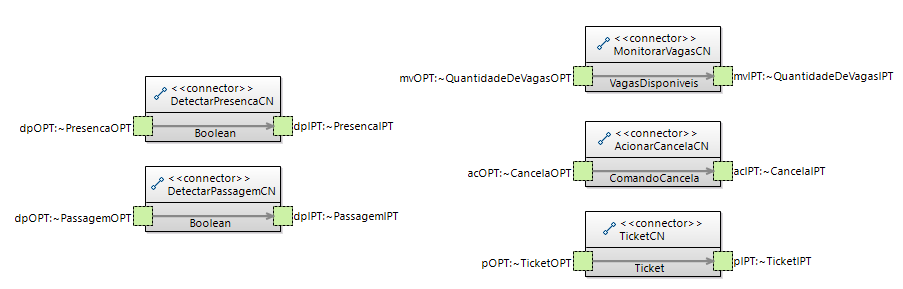 <<connector>>
DetectarPresencaCN
dpOPT:~PresencaOPT
dpIPT:~PresencaIPT
Boolean
<<connector>>
DetectarPassagemCN
dpOPT:~PassagemOPT
dpIPT:~PassagemIPT
Boolean
<<connector>>
MonitorarVagasCN
mvOPT:~QuantidadeDeVagasOPT
mvIPT:~QuantidadeDeVagasIPT
VagasDisponiveis
<<connector>>
AcionarCancelaCN
acOPT:~CancelaOPT
acIPT:~CancelaIPT
ComandoCancela
<<connector>>
TicketCN
pOPT:~TicketOPT
pIPT:~TicketIPT
Ticket